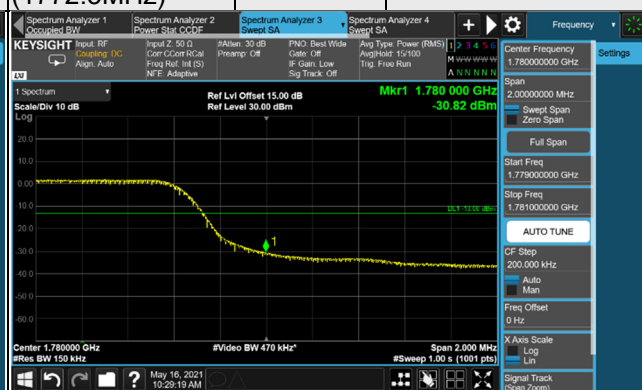 (1772.5MHz)
Spectrum Analyzer 1
Occupied BW
Spectrum Analyzer 2
Power Stat CCDF
Spectrum Analyzer 3
Swept SA
Spectrum Analyzer 4
Swept SA
Frequency
KEYSIGHT
Input: RF
Coupling: DC
Align: Auto
Input Z: 50 Ω
Corr CCorr RCal
Freq Ref: Int (S)
NFE: Adaptive
#Atten: 30 dB
Preamp: Off
PNO: Best Wide
Gate: Off
IF Gain: Low
Sig Track: Off
Avg Type: Power (RMS)
Avg|Hold: 15/100
Trig: Free Run
1 2 3 4 5 6
M W W W W W
A N N N N N
LXI
1 Spectrum
Scale/Div 10 dB
Log
Ref Lvl Offset 15.00 dB
Ref Level 30.00 dBm
Mkr1 1.780 000 GHz
-30.82 dBm
20.0
10.0
0.00
-10.0
-20.0
-30.0
-40.0
-50.0
-60.0
DL1 -13.00 dBm
1
Center 1.780000 GHz
#Res BW 150 kHz
#Video BW 470 kHz*
Span 2.000 MHz
#Sweep 1.00 s (1001 pts)
May 16, 2021
10:29:19 AM
Center Frequency
1.780000000 GHz
Settings
Span
2.00000000 MHz
Swept Span
Zero Span
Full Span
Start Freq
1.779000000 GHz
Stop Freq
1.781000000 GHz
AUTO TUNE
CF Step
200.000 kHz
Auto
Man
Freq Offset
0 Hz
X Axis Scale
Log
Lin
Signal Track
(Span Zoom)